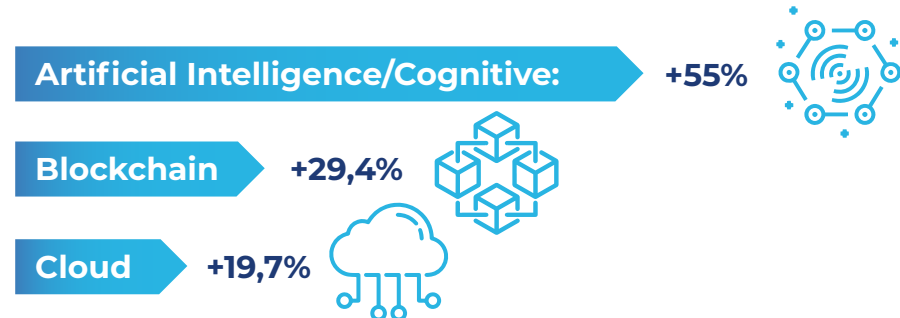 Artificial Intelligence/Cognitive: +55%
Blockchain +29,4%
Cloud +19,7%